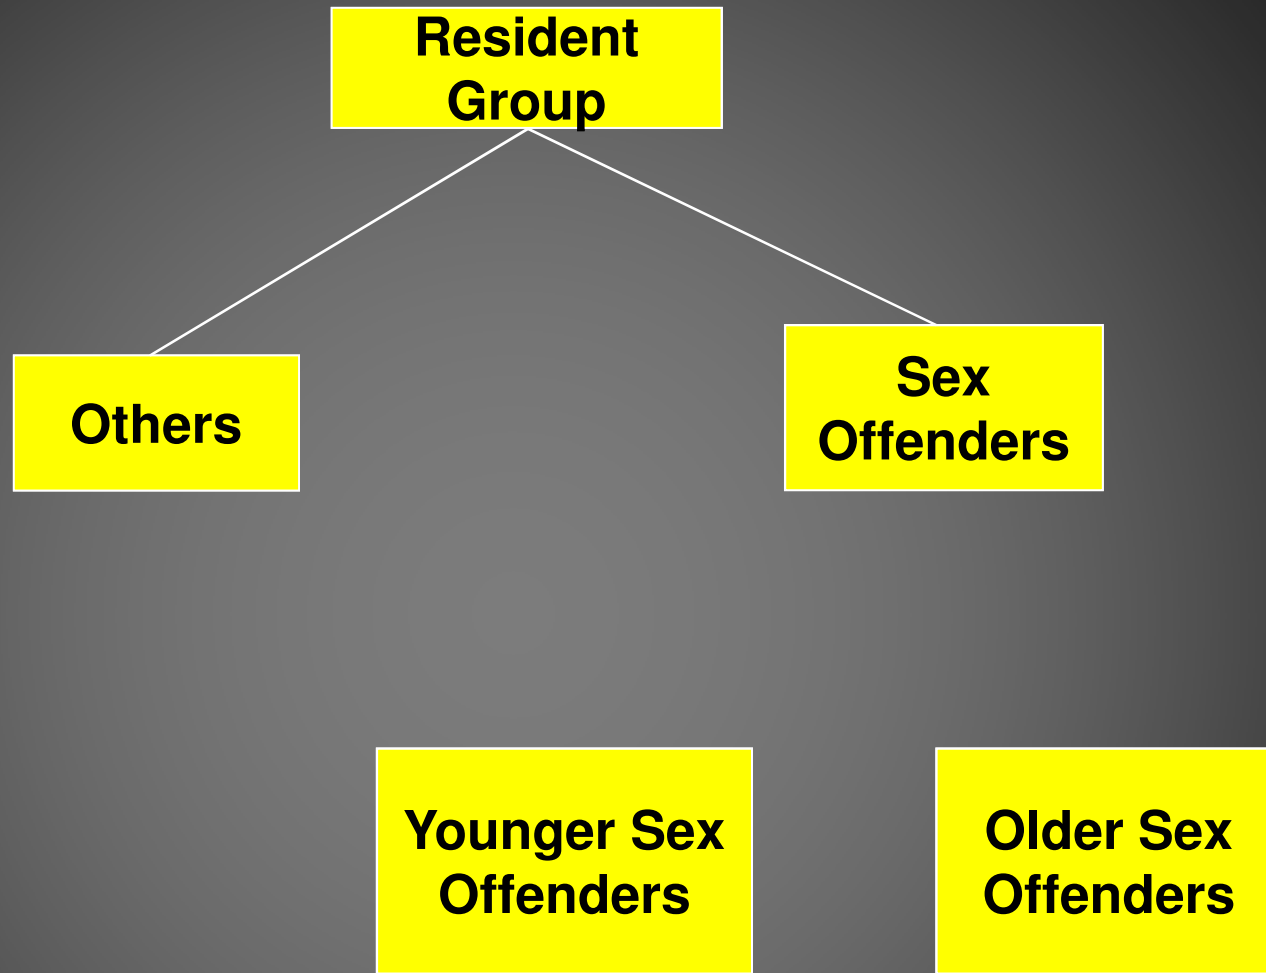 Resident
Group
Others
Sex
Offenders
Younger Sex
Offenders
Older Sex
Offenders